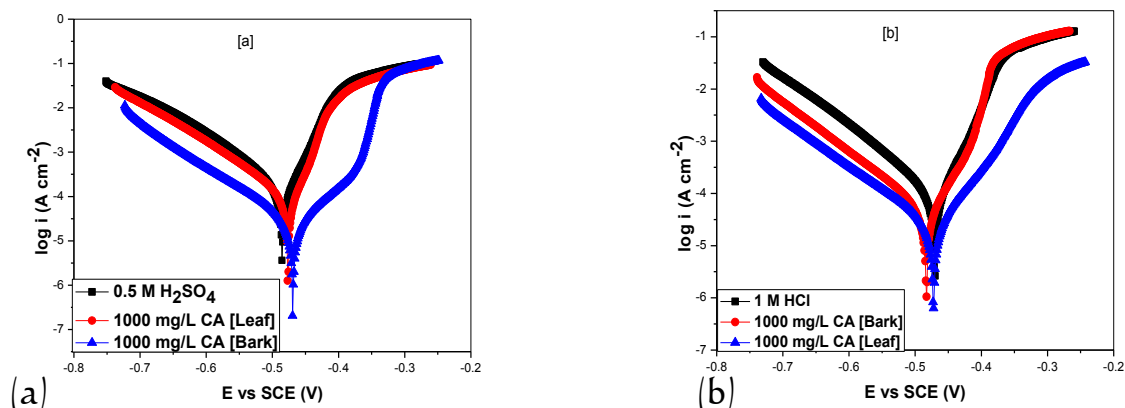 [a]
log i (A cm⁻²)
0
-1
-2
-3
-4
-5
-6
-7
0.5 M H₂SO₄
1000 mg/L CA [Leaf]
1000 mg/L CA [Bark]
-0.8 -0.7 -0.6 -0.5 -0.4 -0.3 -0.2
E vs SCE (V)
(a)
[b]
log i (A cm⁻²)
-1
-2
-3
-4
-5
-6
-7
1 M HCl
1000 mg/L CA [Bark]
1000 mg/L CA [Leaf]
-0.8 -0.7 -0.6 -0.5 -0.4 -0.3 -0.2
E vs SCE (V)
(b)